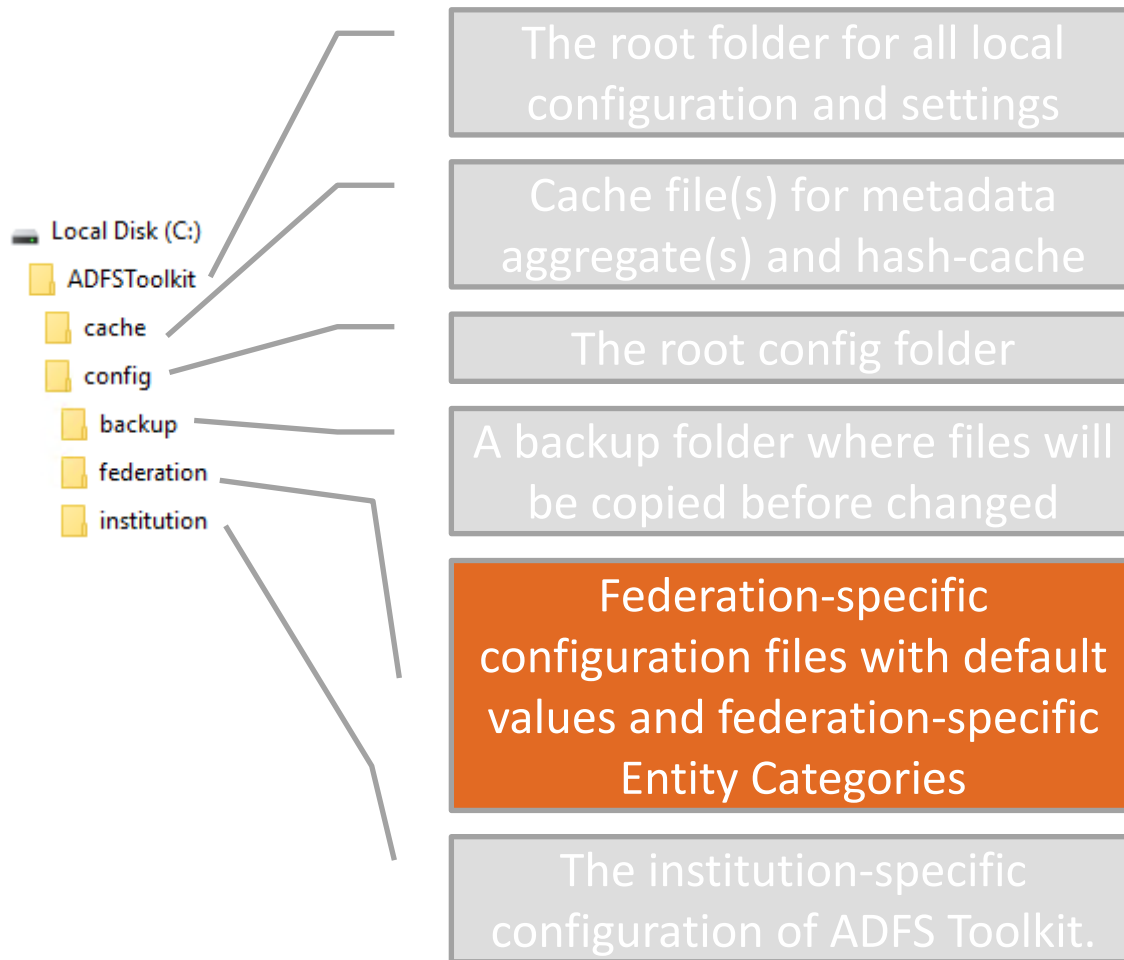 Local Disk (C:)
ADFSToolkit
cache
config
backup
federation
institution
The root folder for all local
configuration and settings
Cache file(s) for metadata
aggregate(s) and hash-cache
The root config folder
A backup folder where files will
be copied before changed
Federation-specific
configuration files with default
values and federation-specific
Entity Categories
The institution-specific
configuration of ADFS Toolkit.